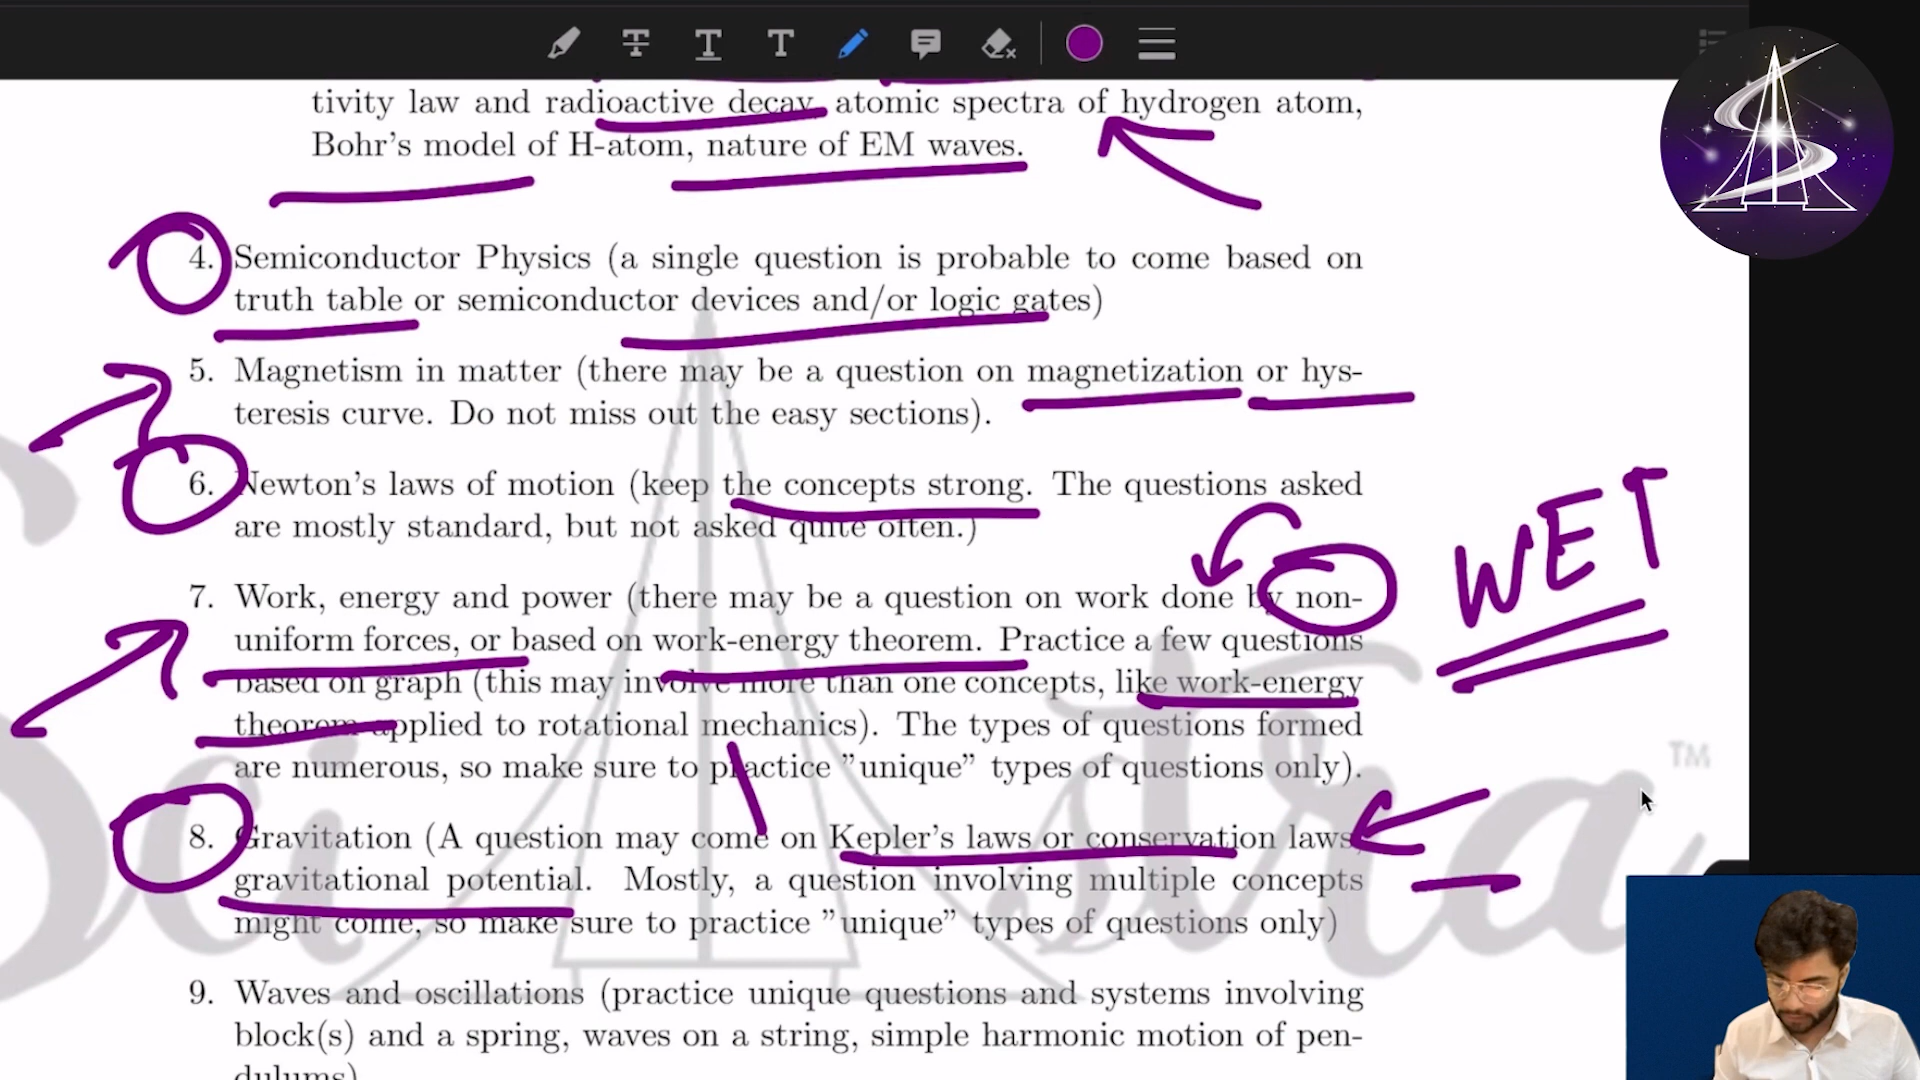 tivity law and radioactive decay, atomic spectra of hydrogen atom,
Bohr's model of H-atom, nature of EM waves.
4. Semiconductor Physics (a single question is probable to come based on
truth table or semiconductor devices and/or logic gates)
5. Magnetism in matter (there may be a question on magnetization or hys-
teresis curve. Do not miss out the easy sections).
6. Newton's laws of motion (keep the concepts strong. The questions asked
are mostly standard, but not asked quite often.)
WET
7. Work, energy and power (there may be a question on work done by non-
uniform forces, or based on work-energy theorem. Practice a few questions
based on graph (this may involve more than one concepts, like work-energy
theorem applied to rotational mechanics). The types of questions formed
are numerous, so make sure to practice "unique" types of questions only).
8. Gravitation (A question may come on Kepler's laws or conservation laws,
gravitational potential. Mostly, a question involving multiple concepts
might come, so make sure to practice "unique" types of questions only)
9. Waves and oscillations (practice unique questions and systems involving
block(s) and a spring, waves on a string, simple harmonic motion of pen-
dulums)
TM